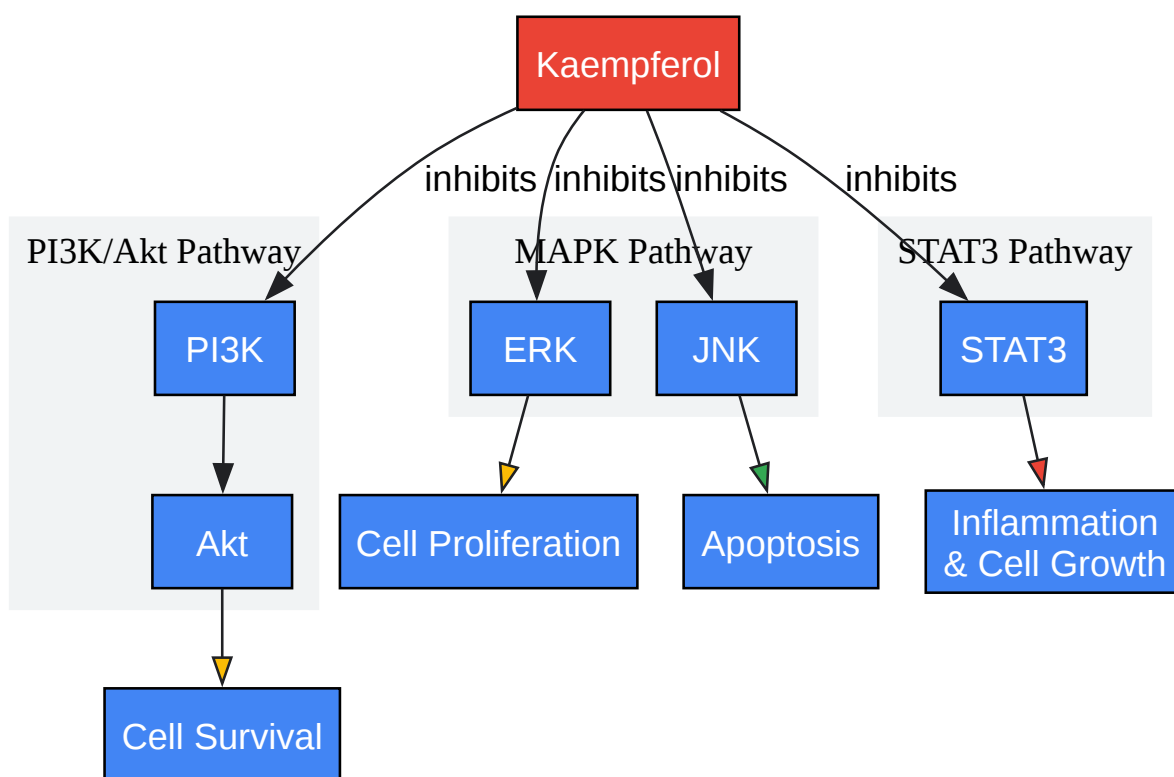 Kaempferol
inhibits inhibits inhibits inhibits
PI3K/Akt Pathway MAPK Pathway STAT3 Pathway
PI3K ERK JNK STAT3
Akt Cell Proliferation Apoptosis Inflammation
& Cell Growth
Cell Survival